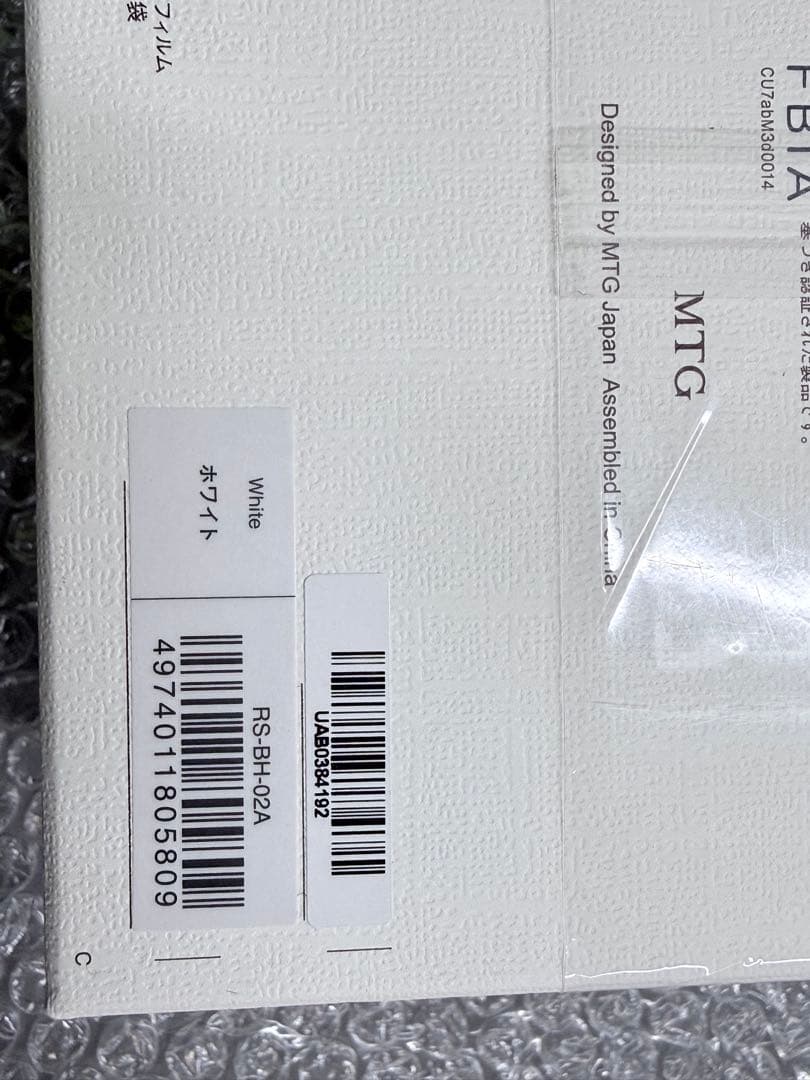 CU7abM3d0014
MTG
Designed by MTG Japan Assembled in China
フィルム
袋
White
ホワイト
UAB0384192
RS-BH-02A
4974011805809
C